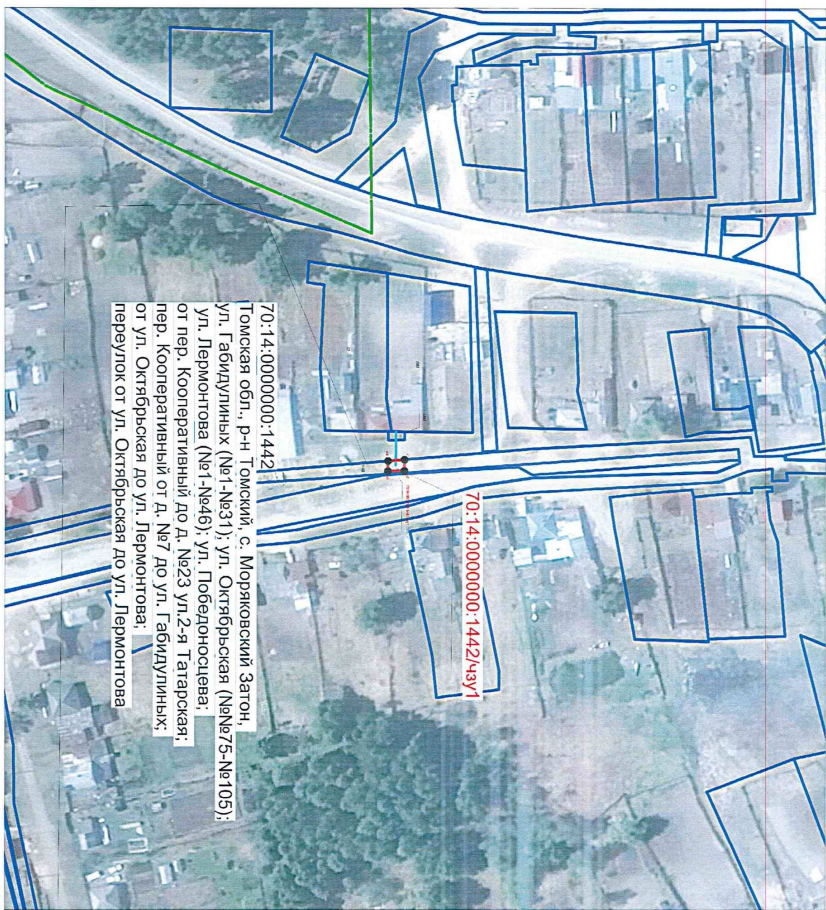 70:14:0000000:1442
Томская обл., р-н Томский, с. Моряковский Затон,
ул. Габидулиных (№1-№31); ул. Октябрьская (№№75-№105);
ул. Лермонтова (№1-№46); ул. Победоносцева;
от пер. Кооперативный до д. №23 ул.2-я Татарская;
пер. Кооперативный от д. №7 до ул. Габидулиных;
от ул. Октябрьская до ул. Лермонтова;
переулок от ул. Октябрьская до ул. Лермонтова
70:14:0000000:1442/чзу1